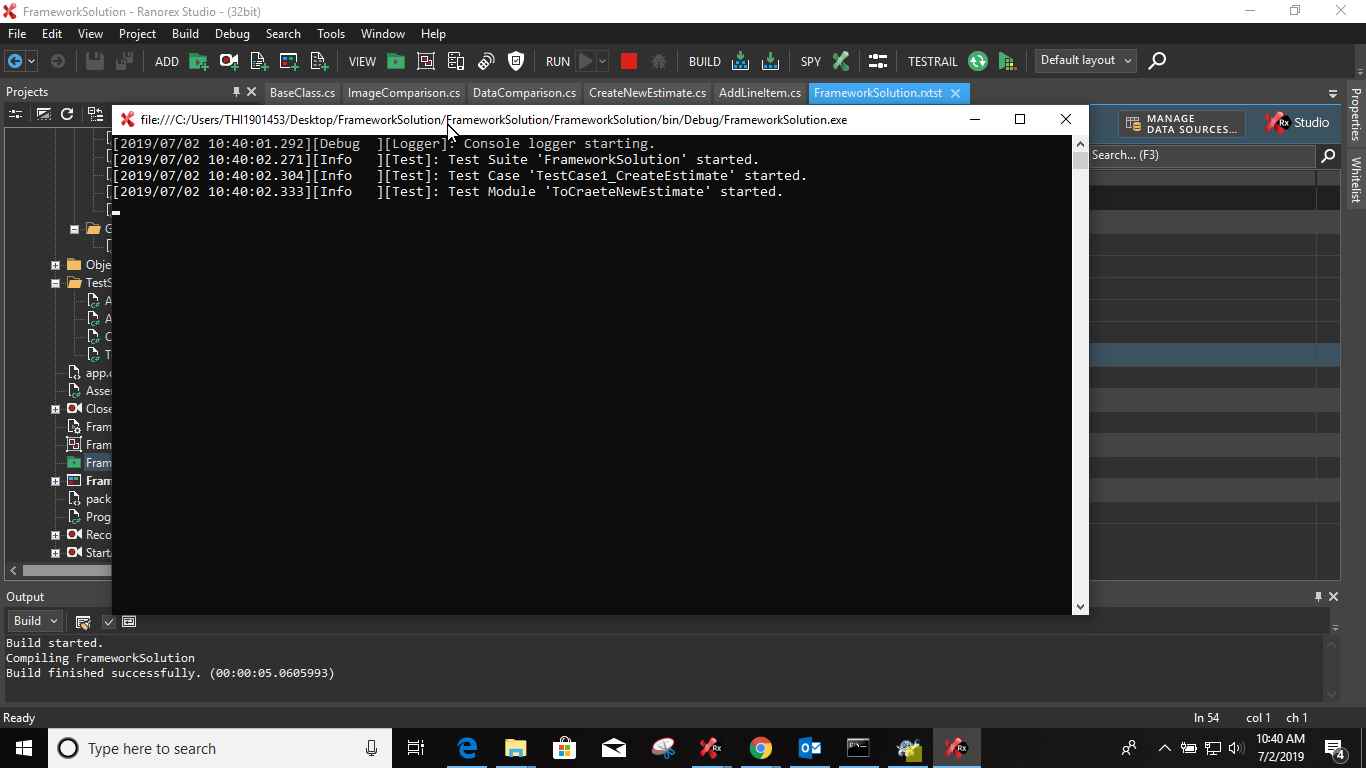 FrameworkSolution - Ranorex Studio - (32bit)
File Edit View Project Build Debug Search Tools Window Help
ADD VIEW RUN BUILD SPY TESTRAIL Default layout
Projects
BaseClass.cs ImageComparison.cs DataComparison.cs CreateNewEstimate.cs AddLineItem.cs FrameworkSolution.rxtst
Properties
Whitelist
file:///C:/Users/THI1901453/Desktop/FrameworkSolution/FrameworkSolution/FrameworkSolution/bin/Debug/FrameworkSolution.exe
MANAGE
DATA SOURCES...
Rx Studio
Search... (F3)
[2019/07/02 10:40:01.292][Debug  ][Logger]: Console logger starting.
[2019/07/02 10:40:02.271][Info   ][Test]: Test Suite 'FrameworkSolution' started.
[2019/07/02 10:40:02.304][Info   ][Test]: Test Case 'TestCase1_CreateEstimate' started.
[2019/07/02 10:40:02.333][Info   ][Test]: Test Module 'ToCraeteNewEstimate' started.
G
Obje
TestS
A
A
C
T
app.c
Asse
Close
Fram
Fram
Fram
Fram
pack
Prog
Reco
Start
Output
Build
Build started.
Compiling FrameworkSolution
Build finished successfully. (00:00:05.0605993)
Ready
ln 54 col 1 ch 1
Type here to search
10:40 AM
7/2/2019
4